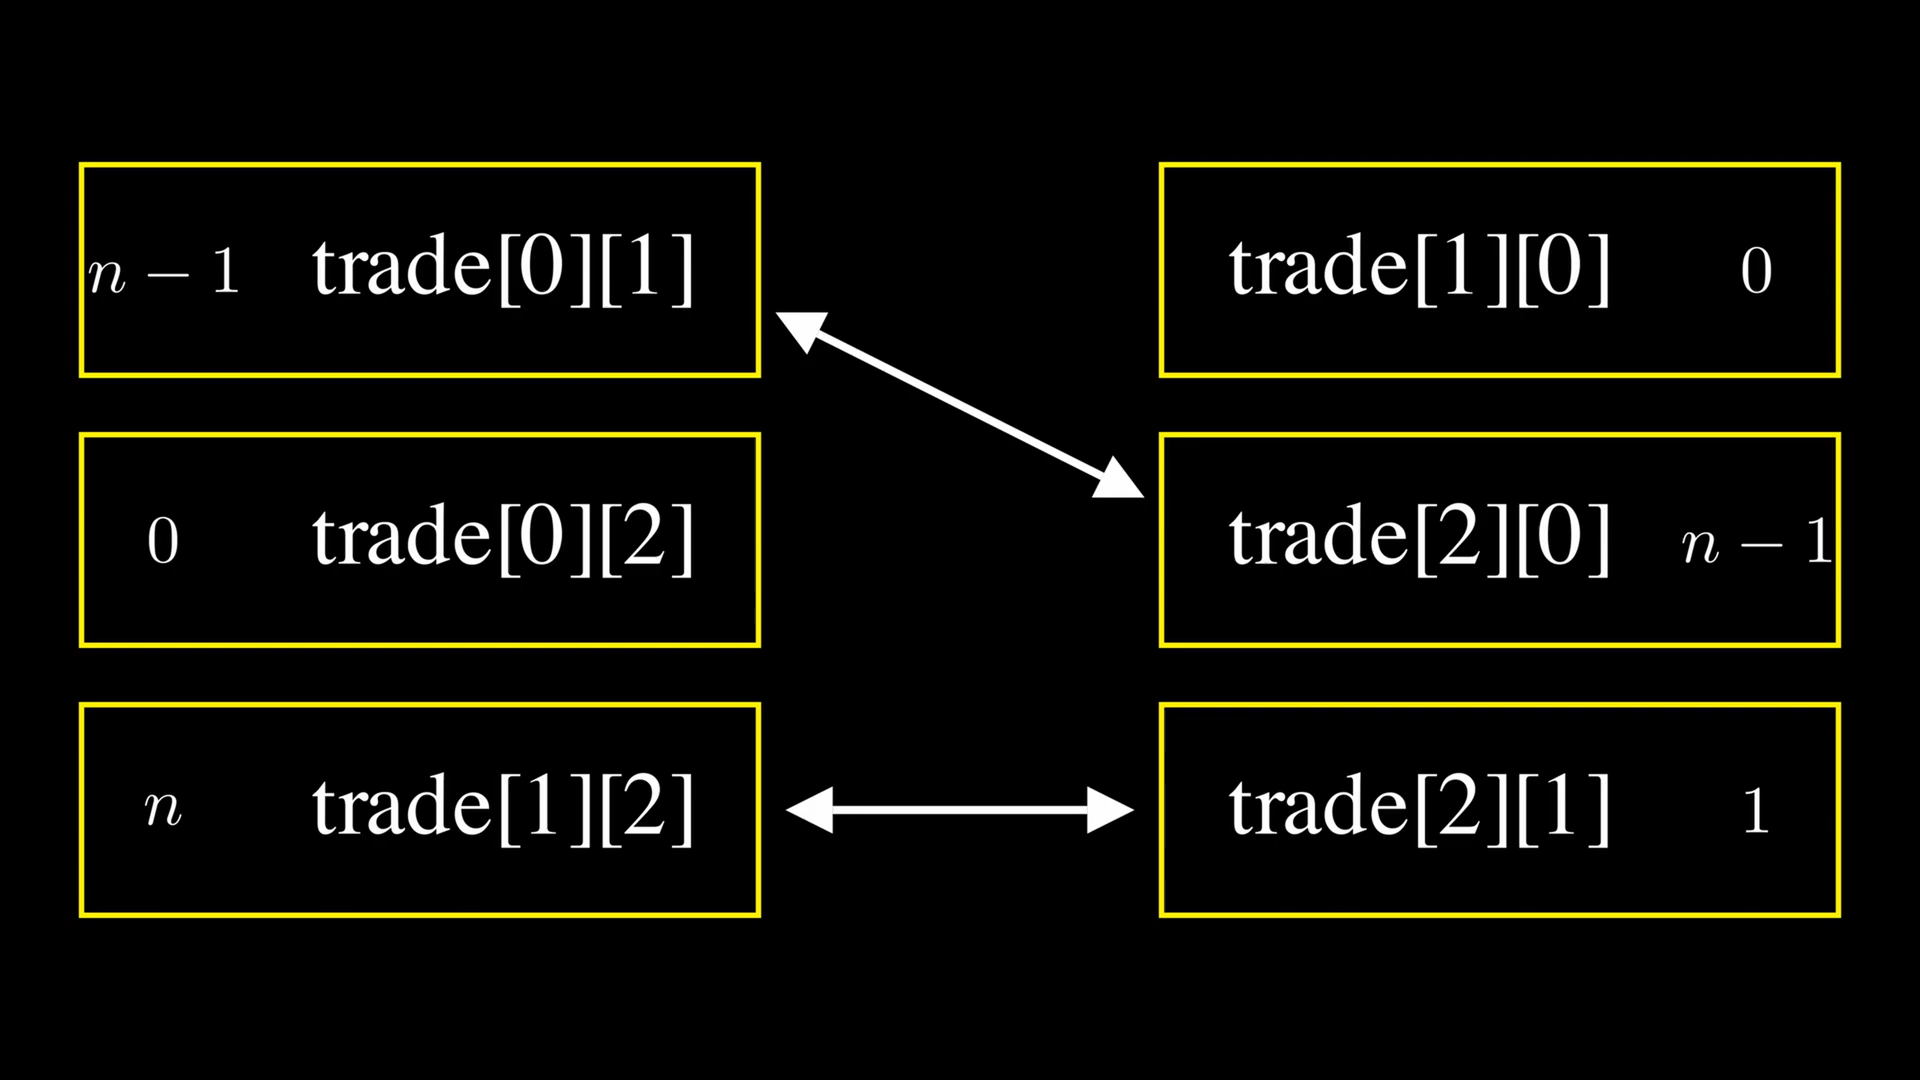 n − 1 trade[0][1]
trade[1][0] 0
0 trade[0][2]
trade[2][0] n − 1
n trade[1][2]
trade[2][1] 1